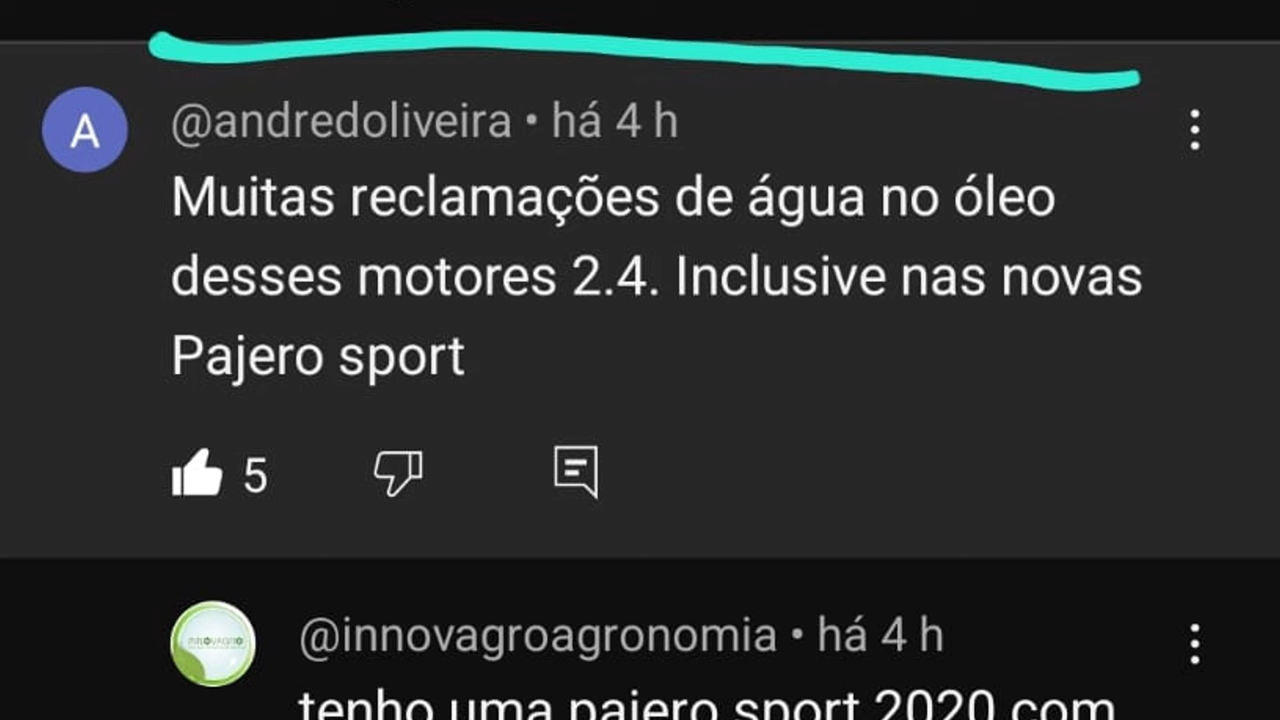 A
@andredoliveira • há 4 h
Muitas reclamações de água no óleo
desses motores 2.4. Inclusive nas novas
Pajero sport
5
@innovagroagronomia • há 4 h
tenho uma pajero sport 2020 com